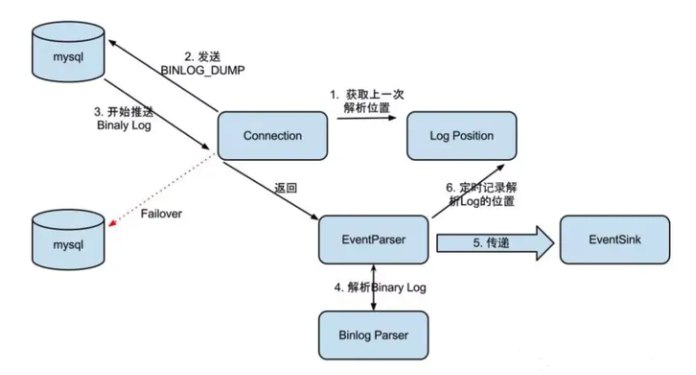 mysql
2. 发送
BINLOG_DUMP
3. 开始推送
Binaly Log
Connection
1. 获取上一次
解析位置
Log Position
返回
6. 定时记录解
析Log的位置
Failover
mysql
EventParser
5. 传递
EventSink
4. 解析Binary Log
Binlog Parser